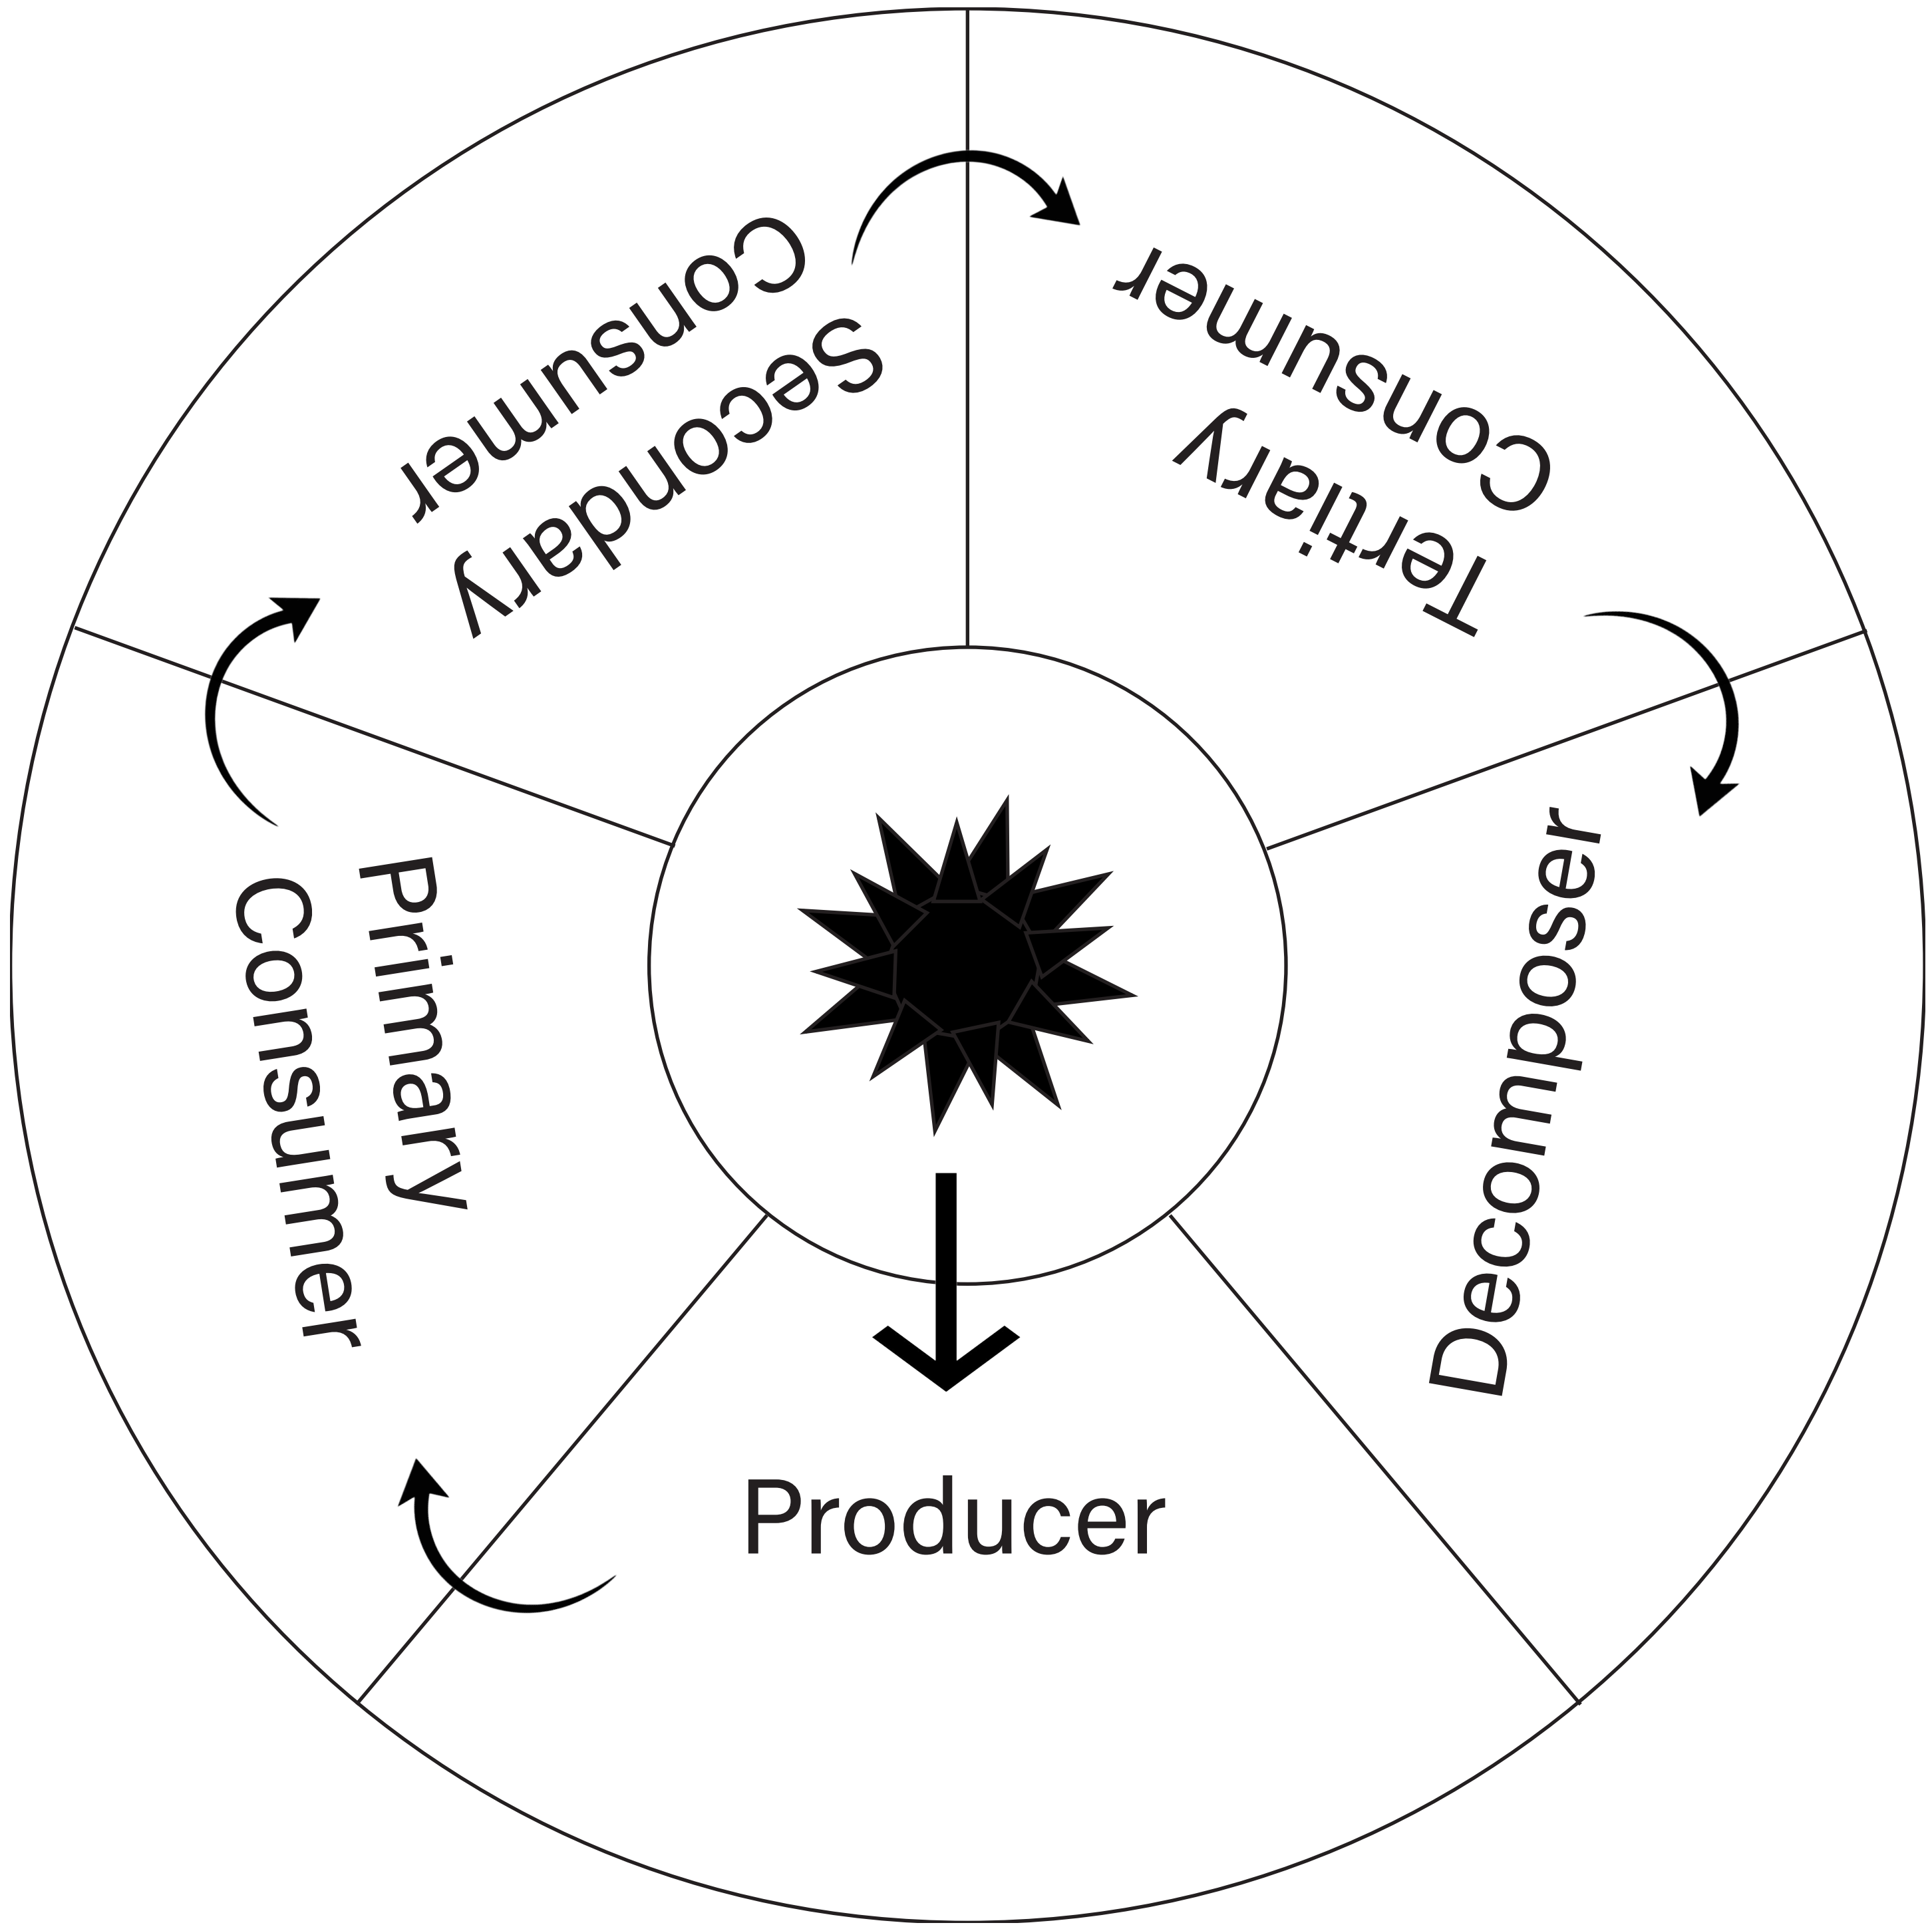 Producer
Primary
Consumer
Secondary
Consumer
Tertiary
Consumer
Decomposer